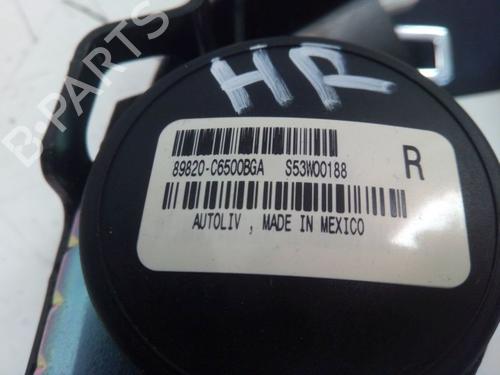 HR
89820-C6500BGA S53W00188
R
AUTOLIV , MADE IN MEXICO
B-PARTS